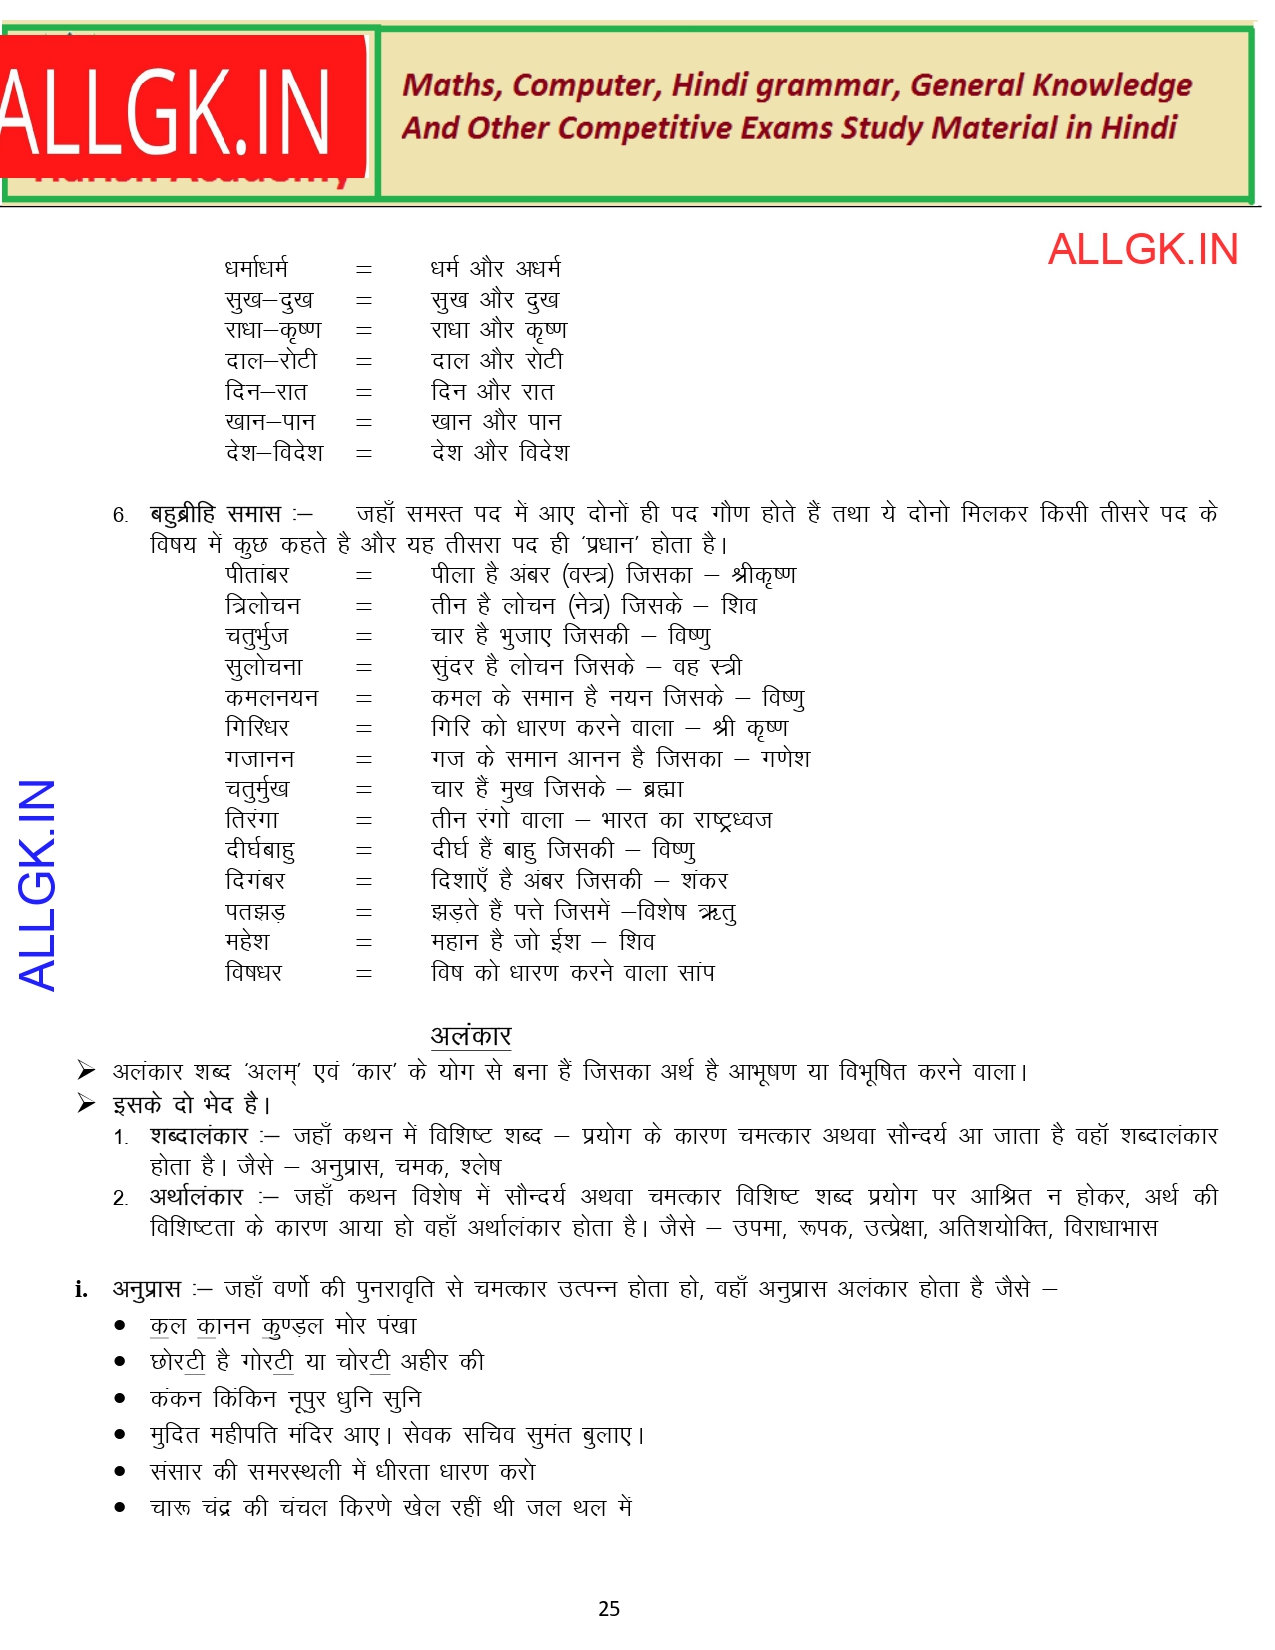 ALLGK.IN
Maths, Computer, Hindi grammar, General Knowledge
And Other Competitive Exams Study Material in Hindi
ALLGK.IN
धर्माधर्म = धर्म और अधर्म
सुख–दुख = सुख और दुख
राधा–कृष्ण = राधा और कृष्ण
दाल–रोटी = दाल और रोटी
दिन–रात = दिन और रात
खान–पान = खान और पान
देश–विदेश = देश और विदेश
6. बहुब्रीहि समास :– जहाँ समस्त पद में आए दोनों ही पद गौण होते हैं तथा ये दोनो मिलकर किसी तीसरे पद के
विषय में कुछ कहते है और यह तीसरा पद ही 'प्रधान' होता है।
पीतांबर = पीला है अंबर (वस्त्र) जिसका – श्रीकृष्ण
त्रिलोचन = तीन है लोचन (नेत्र) जिसके – शिव
चतुर्भुज = चार है भुजाए जिसकी – विष्णु
सुलोचना = सुंदर है लोचन जिसके – वह स्त्री
कमलनयन = कमल के समान है नयन जिसके – विष्णु
गिरिधर = गिरि को धारण करने वाला – श्री कृष्ण
गजानन = गज के समान आनन है जिसका – गणेश
चतुर्मुख = चार हैं मुख जिसके – ब्रह्मा
तिरंगा = तीन रंगो वाला – भारत का राष्ट्रध्वज
दीर्घबाहु = दीर्घ हैं बाहु जिसकी – विष्णु
दिगंबर = दिशाएँ है अंबर जिसकी – शंकर
पतझड़ = झड़ते हैं पत्ते जिसमें –विशेष ऋतु
महेश = महान है जो ईश – शिव
विषधर = विष को धारण करने वाला सांप
ALLGK.IN
अलंकार
➢ अलंकार शब्द 'अलम्' एवं 'कार' के योग से बना हैं जिसका अर्थ है आभूषण या विभूषित करने वाला।
➢ इसके दो भेद है।
1. शब्दालंकार :– जहाँ कथन में विशिष्ट शब्द – प्रयोग के कारण चमत्कार अथवा सौन्दर्य आ जाता है वहॉ शब्दालंकार
होता है। जैसे – अनुप्रास, चमक, श्लेष
2. अर्थालंकार :– जहाँ कथन विशेष में सौन्दर्य अथवा चमत्कार विशिष्ट शब्द प्रयोग पर आश्रित न होकर, अर्थ की
विशिष्टता के कारण आया हो वहाँ अर्थालंकार होता है। जैसे – उपमा, रूपक, उत्प्रेक्षा, अतिशयोक्ति, विराधाभास
i. अनुप्रास :– जहाँ वर्णो की पुनरावृति से चमत्कार उत्पन्न होता हो, वहाँ अनुप्रास अलंकार होता है जैसे –
• कल कानन कुण्ड़ल मोर पंखा
• छोरटी है गोरटी या चोरटी अहीर की
• कंकन किंकिन नूपुर धुनि सुनि
• मुदित महीपति मंदिर आए। सेवक सचिव सुमंत बुलाए।
• संसार की समरस्थली में धीरता धारण करो
• चारू चंद्र की चंचल किरणे खेल रहीं थी जल थल में
25